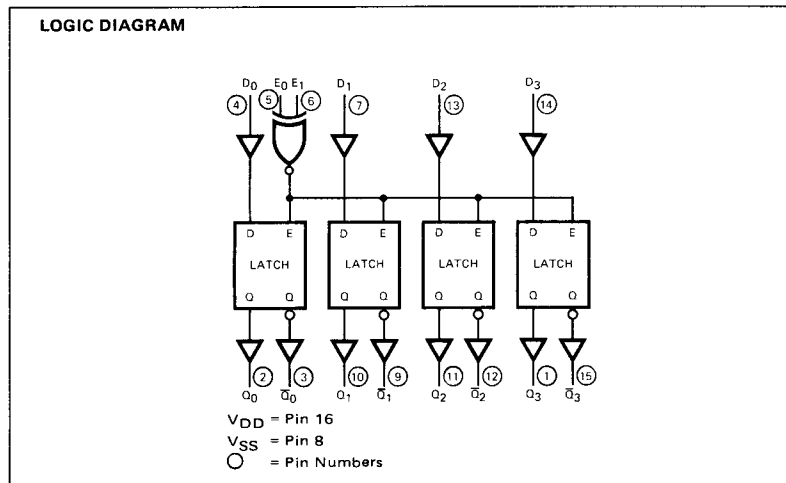 LOGIC DIAGRAM
D0 E0 E1 D1 D2 D3
4 5 6 7 13 14
D E D E D E D E
LATCH LATCH LATCH LATCH
Q Q Q Q Q Q Q Q
2 3 10 9 11 12 1 15
Q0 Q̅0 Q1 Q̅1 Q2 Q̅2 Q3 Q̅3
VDD = Pin 16
VSS = Pin 8
= Pin Numbers